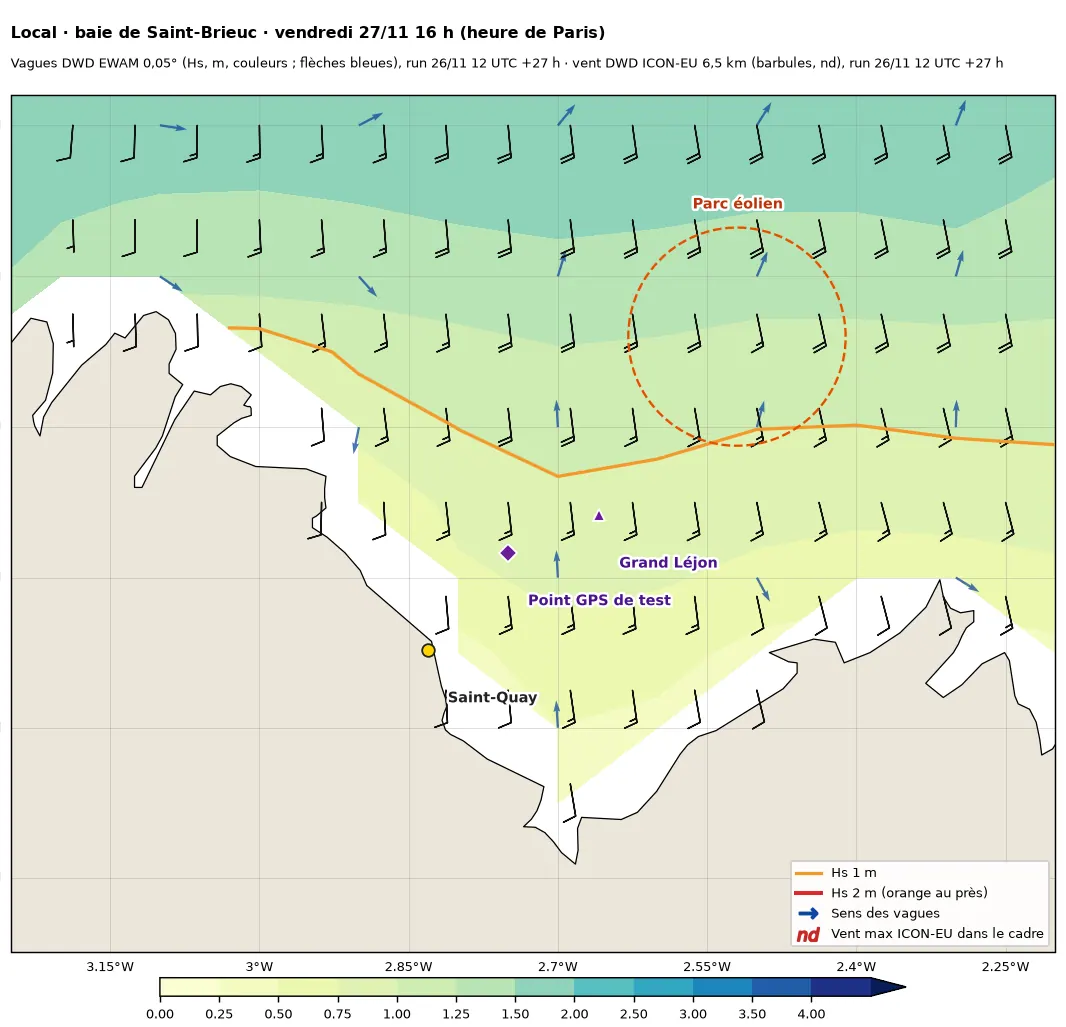 Local · baie de Saint-Brieuc · vendredi 27/11 16 h (heure de Paris)
Vagues DWD EWAM 0,05° (Hs, m, couleurs ; flèches bleues), run 26/11 12 UTC +27 h · vent DWD ICON-EU 6,5 km (barbules, nd), run 26/11 12 UTC +27 h
Parc éolien
Grand Léjon
Point GPS de test
Saint-Quay
Hs 1 m
Hs 2 m (orange au près)
Sens des vagues
nd Vent max ICON-EU dans le cadre
3.15°W 3°W 2.85°W 2.7°W 2.55°W 2.4°W 2.25°W
0.00 0.25 0.50 0.75 1.00 1.25 1.50 2.00 2.50 3.00 3.50 4.00